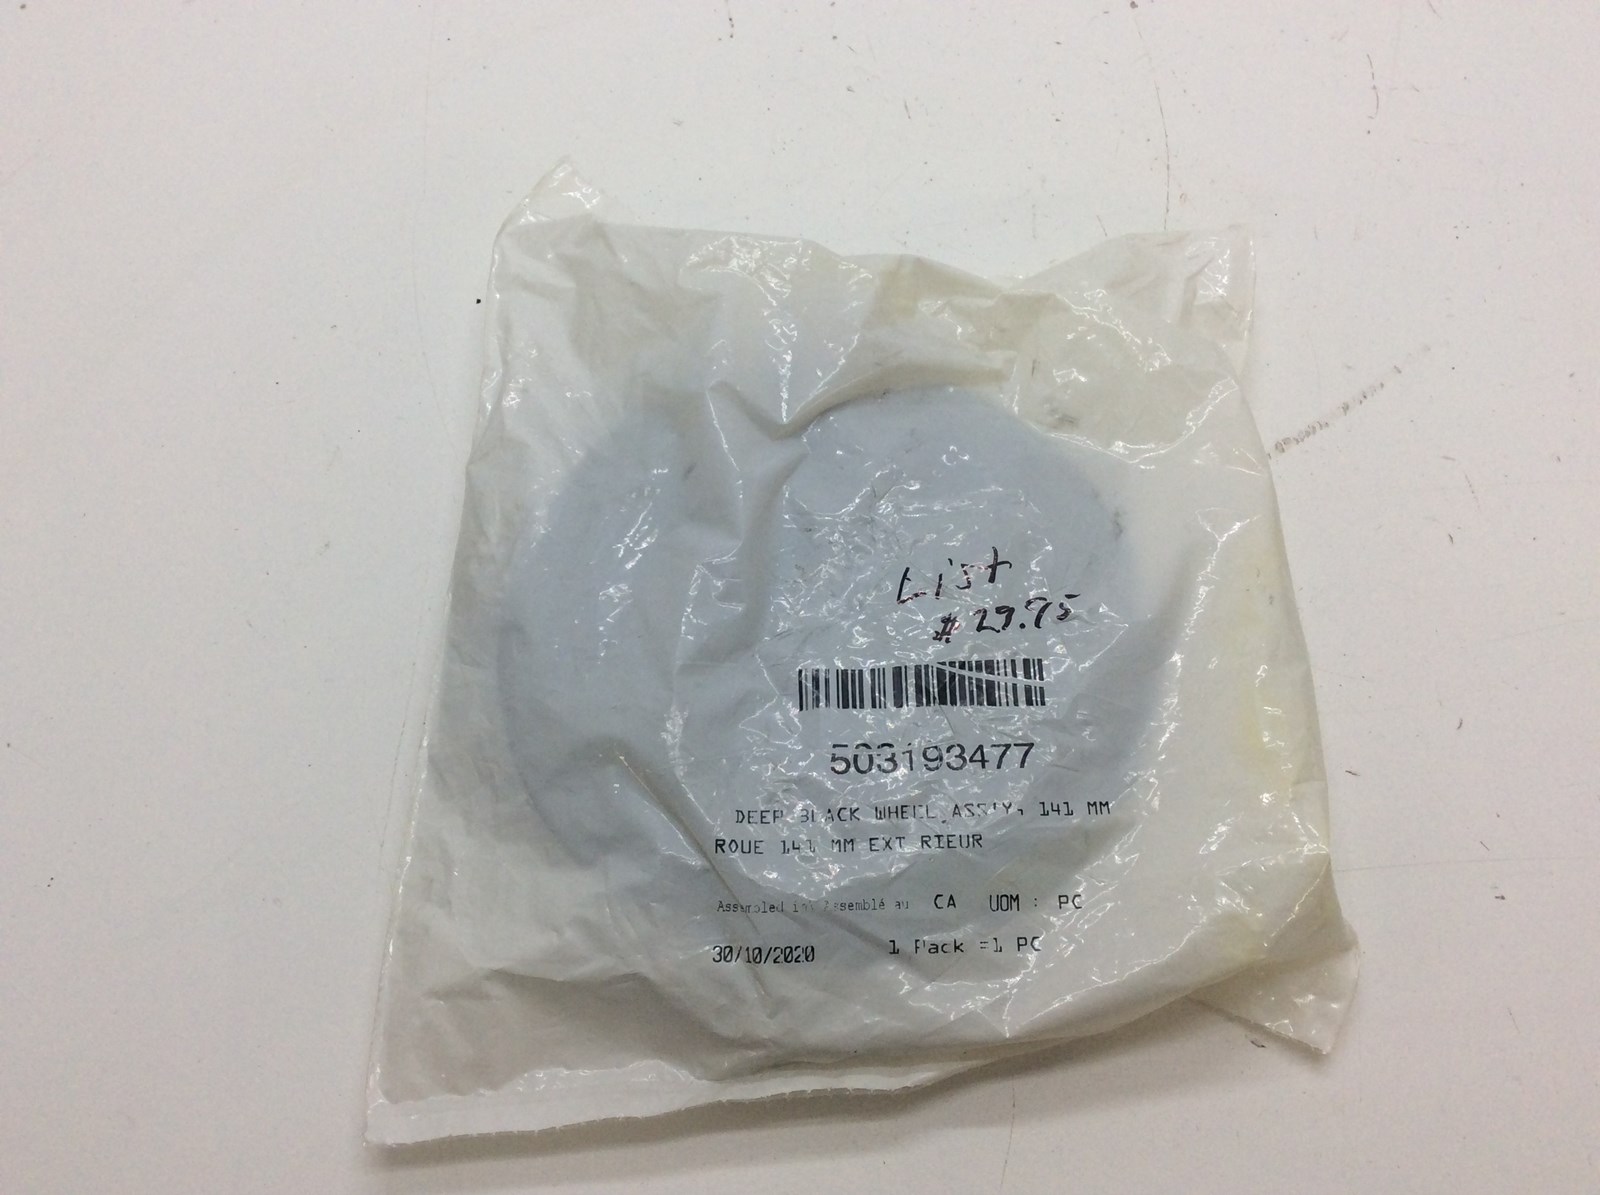 List
$29.95
503193477
DEEP BLACK WHEEL ASS'Y, 141 MM
ROUE 141 MM EXT RIEUR
Assembled in/ Assemblé au CA UOM : PC
30/10/2020 1 Pack =1 PC